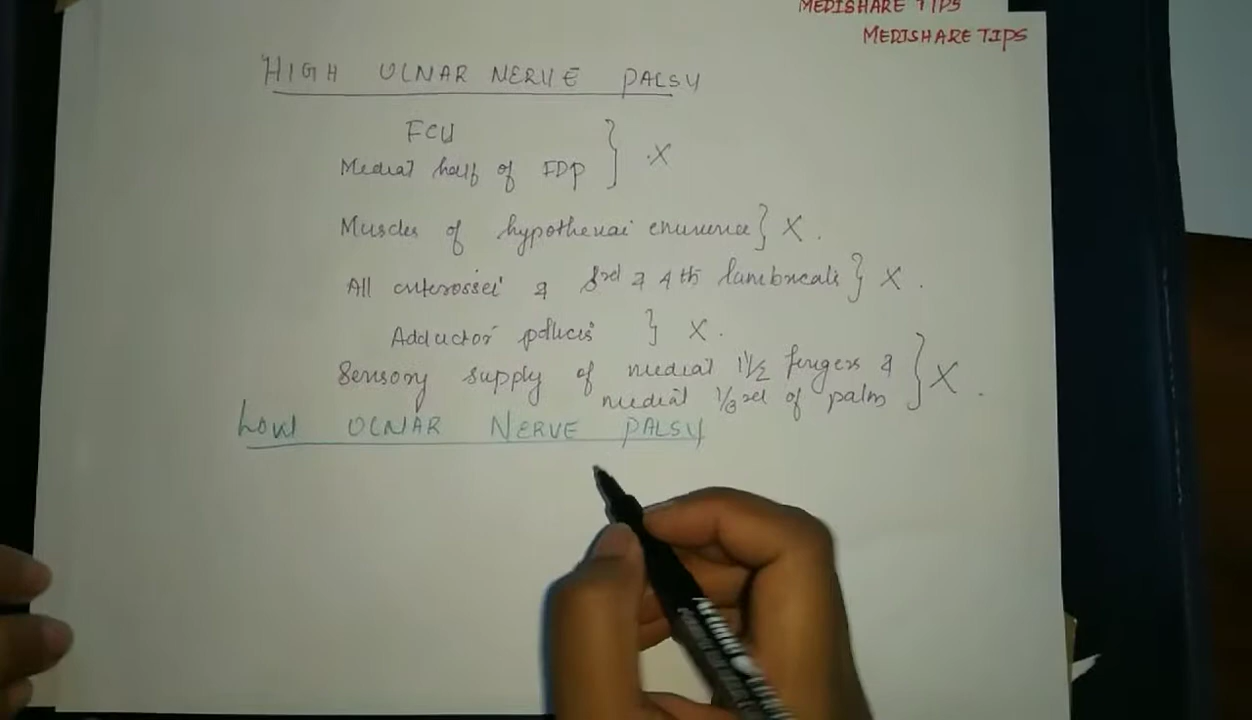 MEDISHARE TIPS
MEDISHARE TIPS
HIGH ULNAR NERVE PALSY
FCU
Medial half of FDP } X
Muscles of hypothenar eminence } X.
All interossei & 3rd & 4th lumbricals } X.
Adductor pollicis } X.
Sensory supply of medial 1 1/2 fingers &
medial 1/3rd of palm } X.
Low ULNAR NERVE PALSY